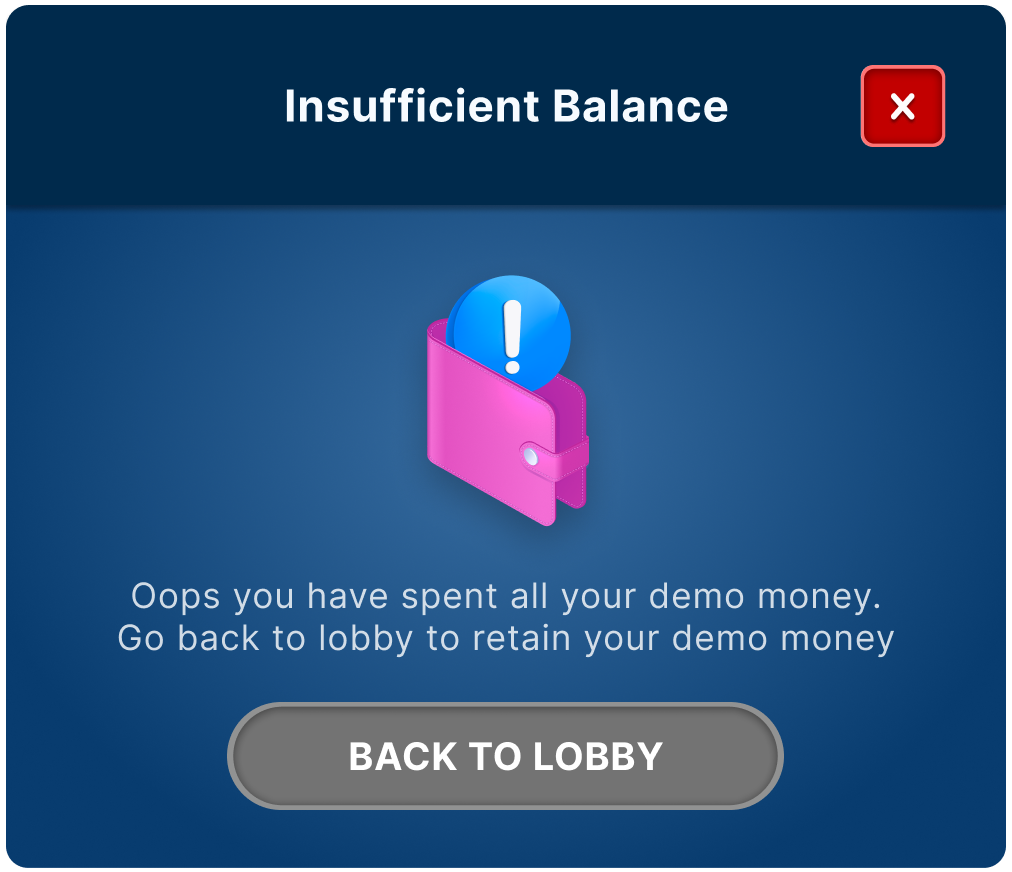 Insufficient Balance
Oops you have spent all your demo money.
Go back to lobby to retain your demo money
BACK TO LOBBY